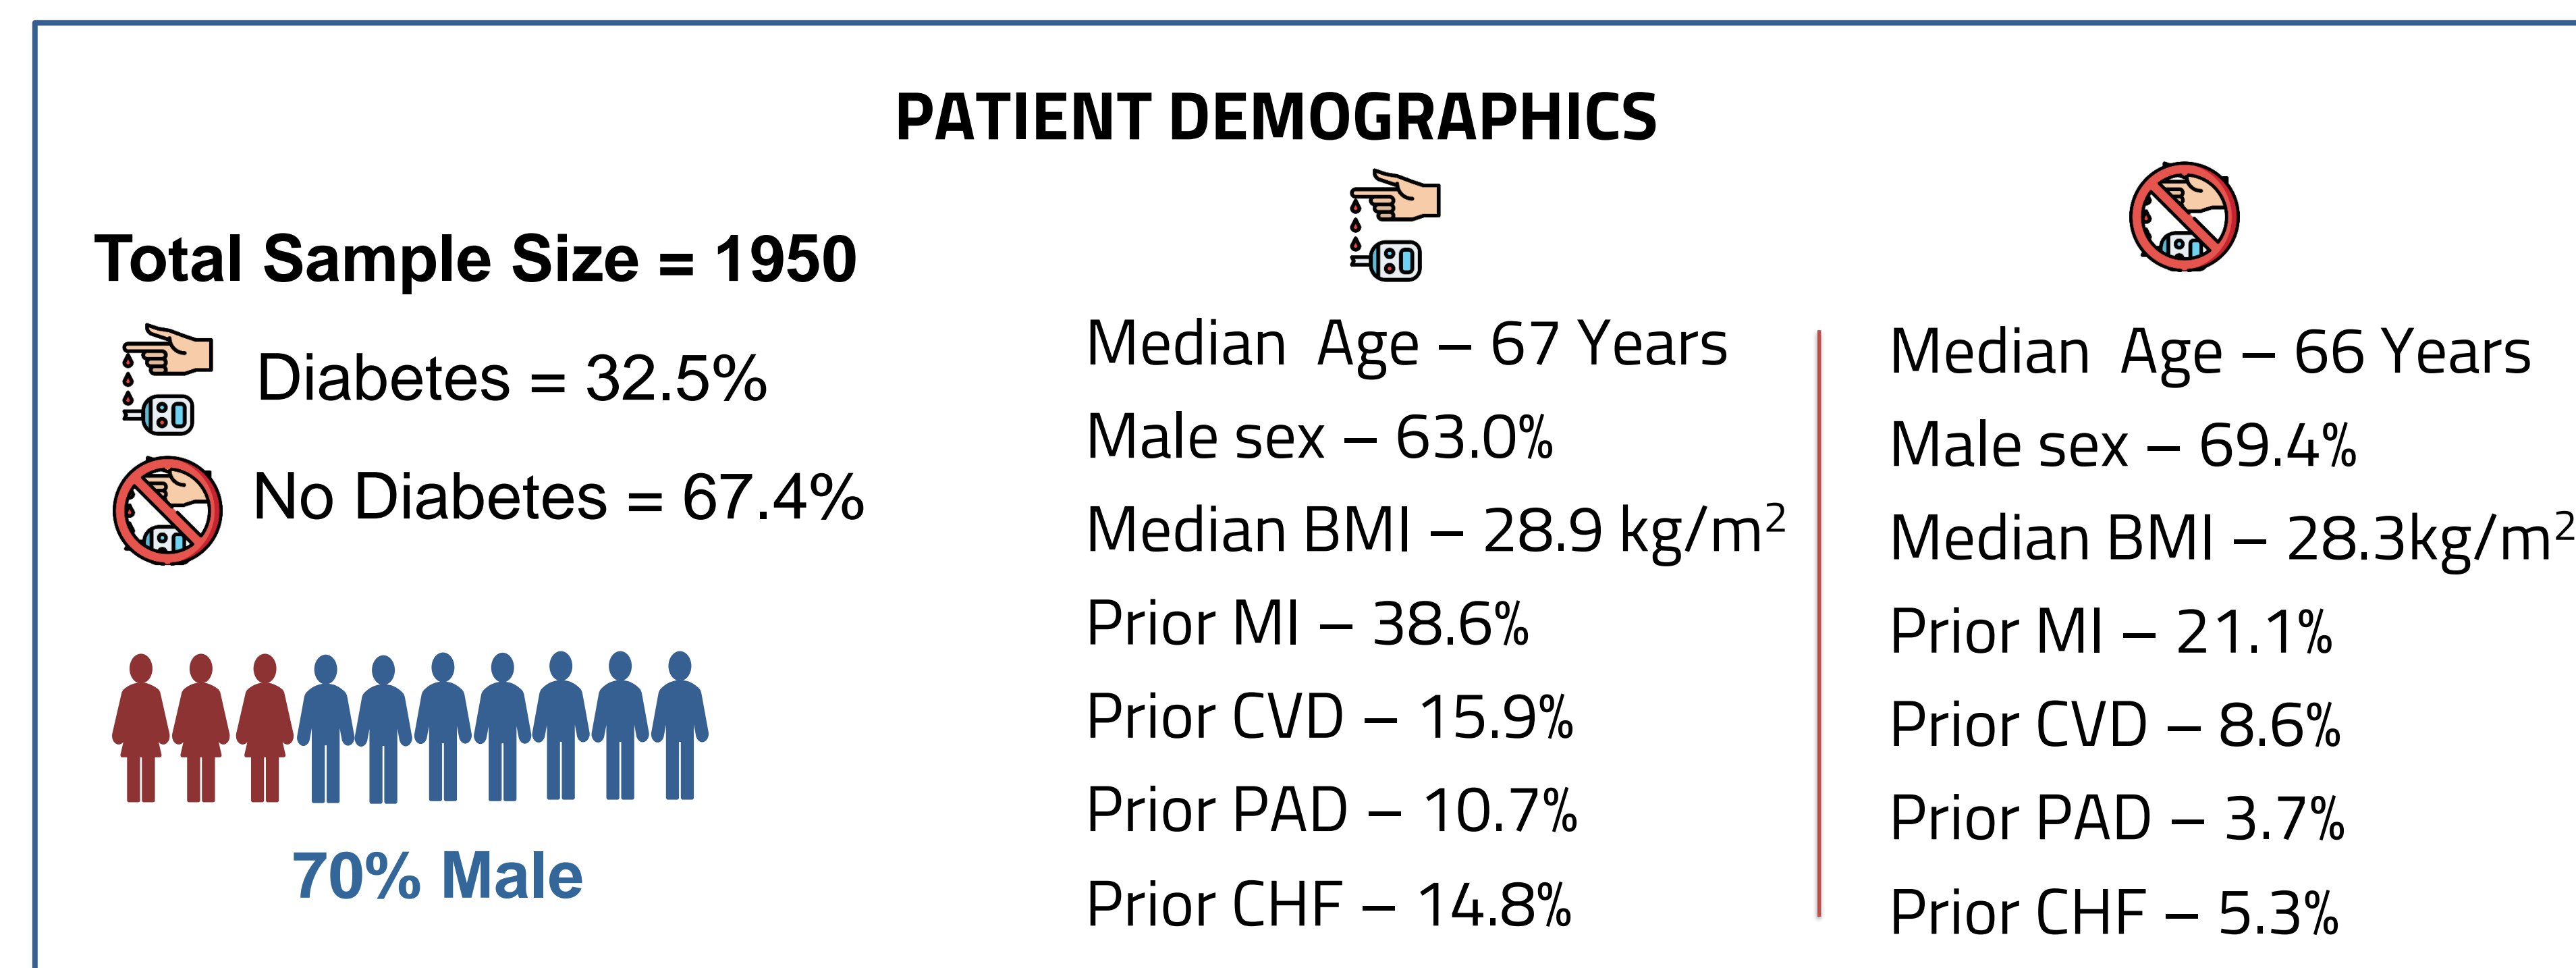 PATIENT DEMOGRAPHICS
Total Sample Size = 1950
Diabetes = 32.5%
No Diabetes = 67.4%
70% Male
Median Age – 67 Years
Male sex – 63.0%
Median BMI – 28.9 kg/m²
Prior MI – 38.6%
Prior CVD – 15.9%
Prior PAD – 10.7%
Prior CHF – 14.8%
Median Age – 66 Years
Male sex – 69.4%
Median BMI – 28.3kg/m²
Prior MI – 21.1%
Prior CVD – 8.6%
Prior PAD – 3.7%
Prior CHF – 5.3%